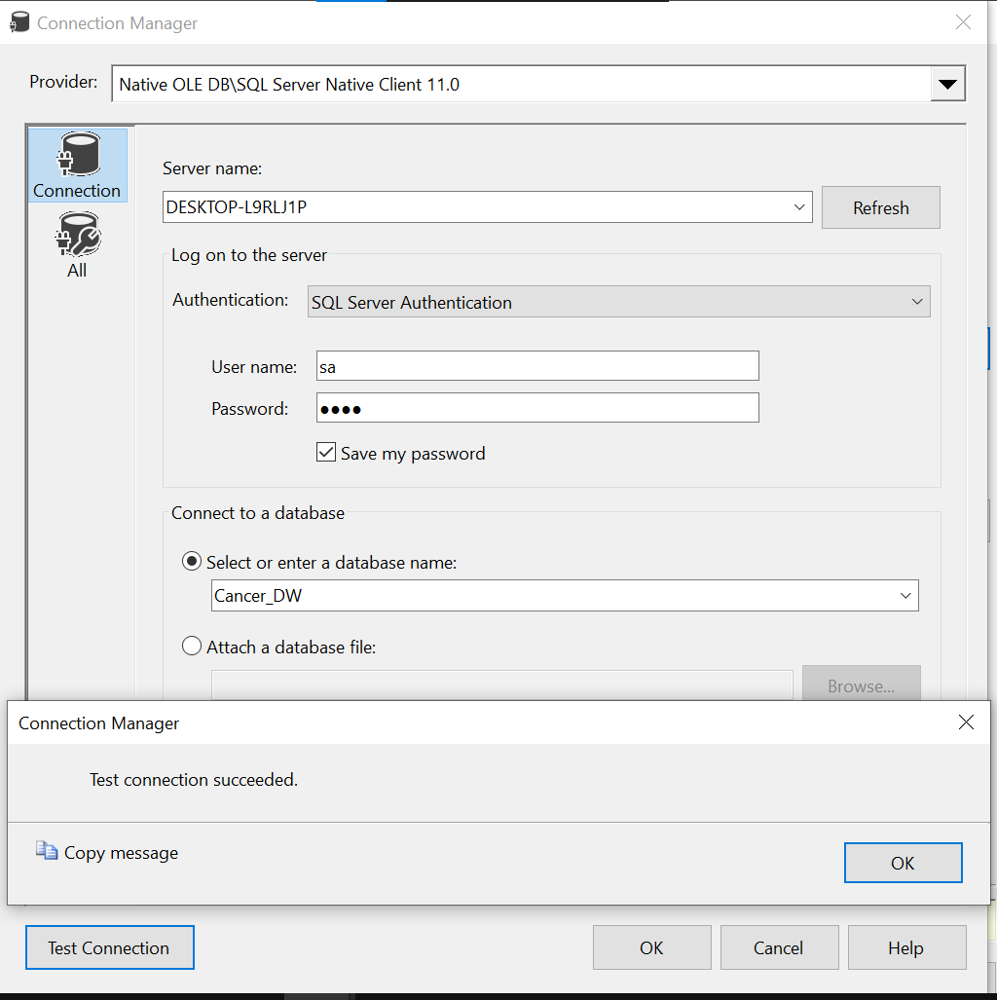 Connection Manager
Provider: Native OLE DB\SQL Server Native Client 11.0
Connection
All
Server name:
DESKTOP-L9RLJ1P
Refresh
Log on to the server
Authentication: SQL Server Authentication
User name: sa
Password: ●●●●
Save my password
Connect to a database
Select or enter a database name:
Cancer_DW
Attach a database file:
Browse...
Connection Manager
Test connection succeeded.
Copy message
OK
Test Connection OK Cancel Help